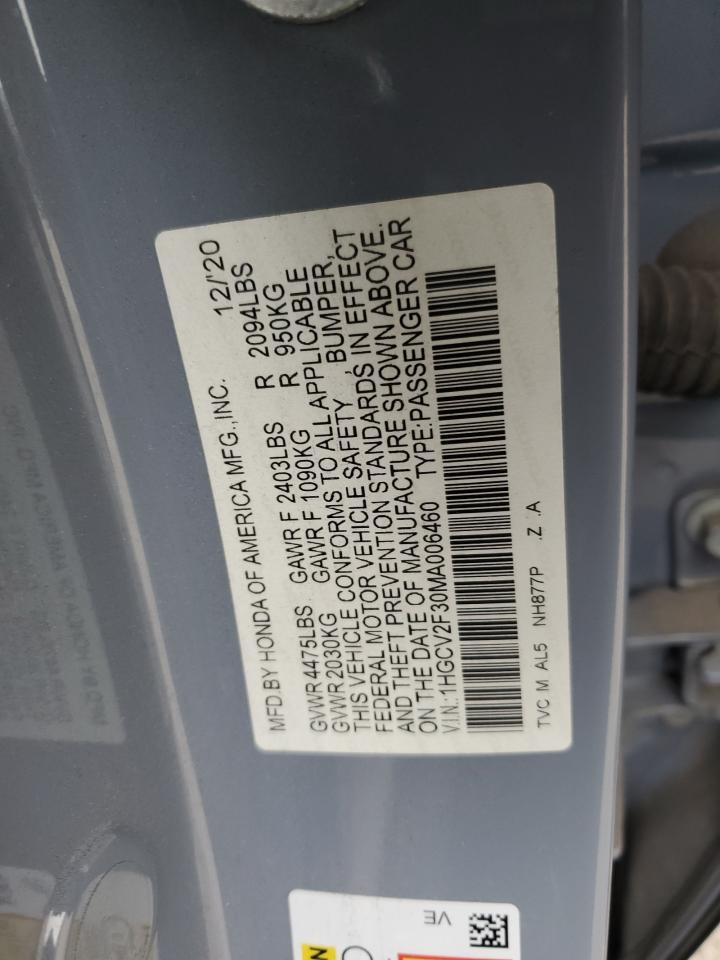 MFD.BY HONDA OF AMERICA MFG.,INC. 12/'20
GVWR 4475LBS GAWR F 2403LBS R 2094LBS
GVWR 2030KG GAWR F 1090KG R 950KG
THIS VEHICLE CONFORMS TO ALL APPLICABLE
FEDERAL MOTOR VEHICLE SAFETY, BUMPER,
AND THEFT PREVENTION STANDARDS IN EFFECT
ON THE DATE OF MANUFACTURE SHOWN ABOVE.
V.I.N.: 1HGCV2F30MA006460 TYPE:PASSENGER CAR
TVC M AL5 NH877P .Z .A
VE